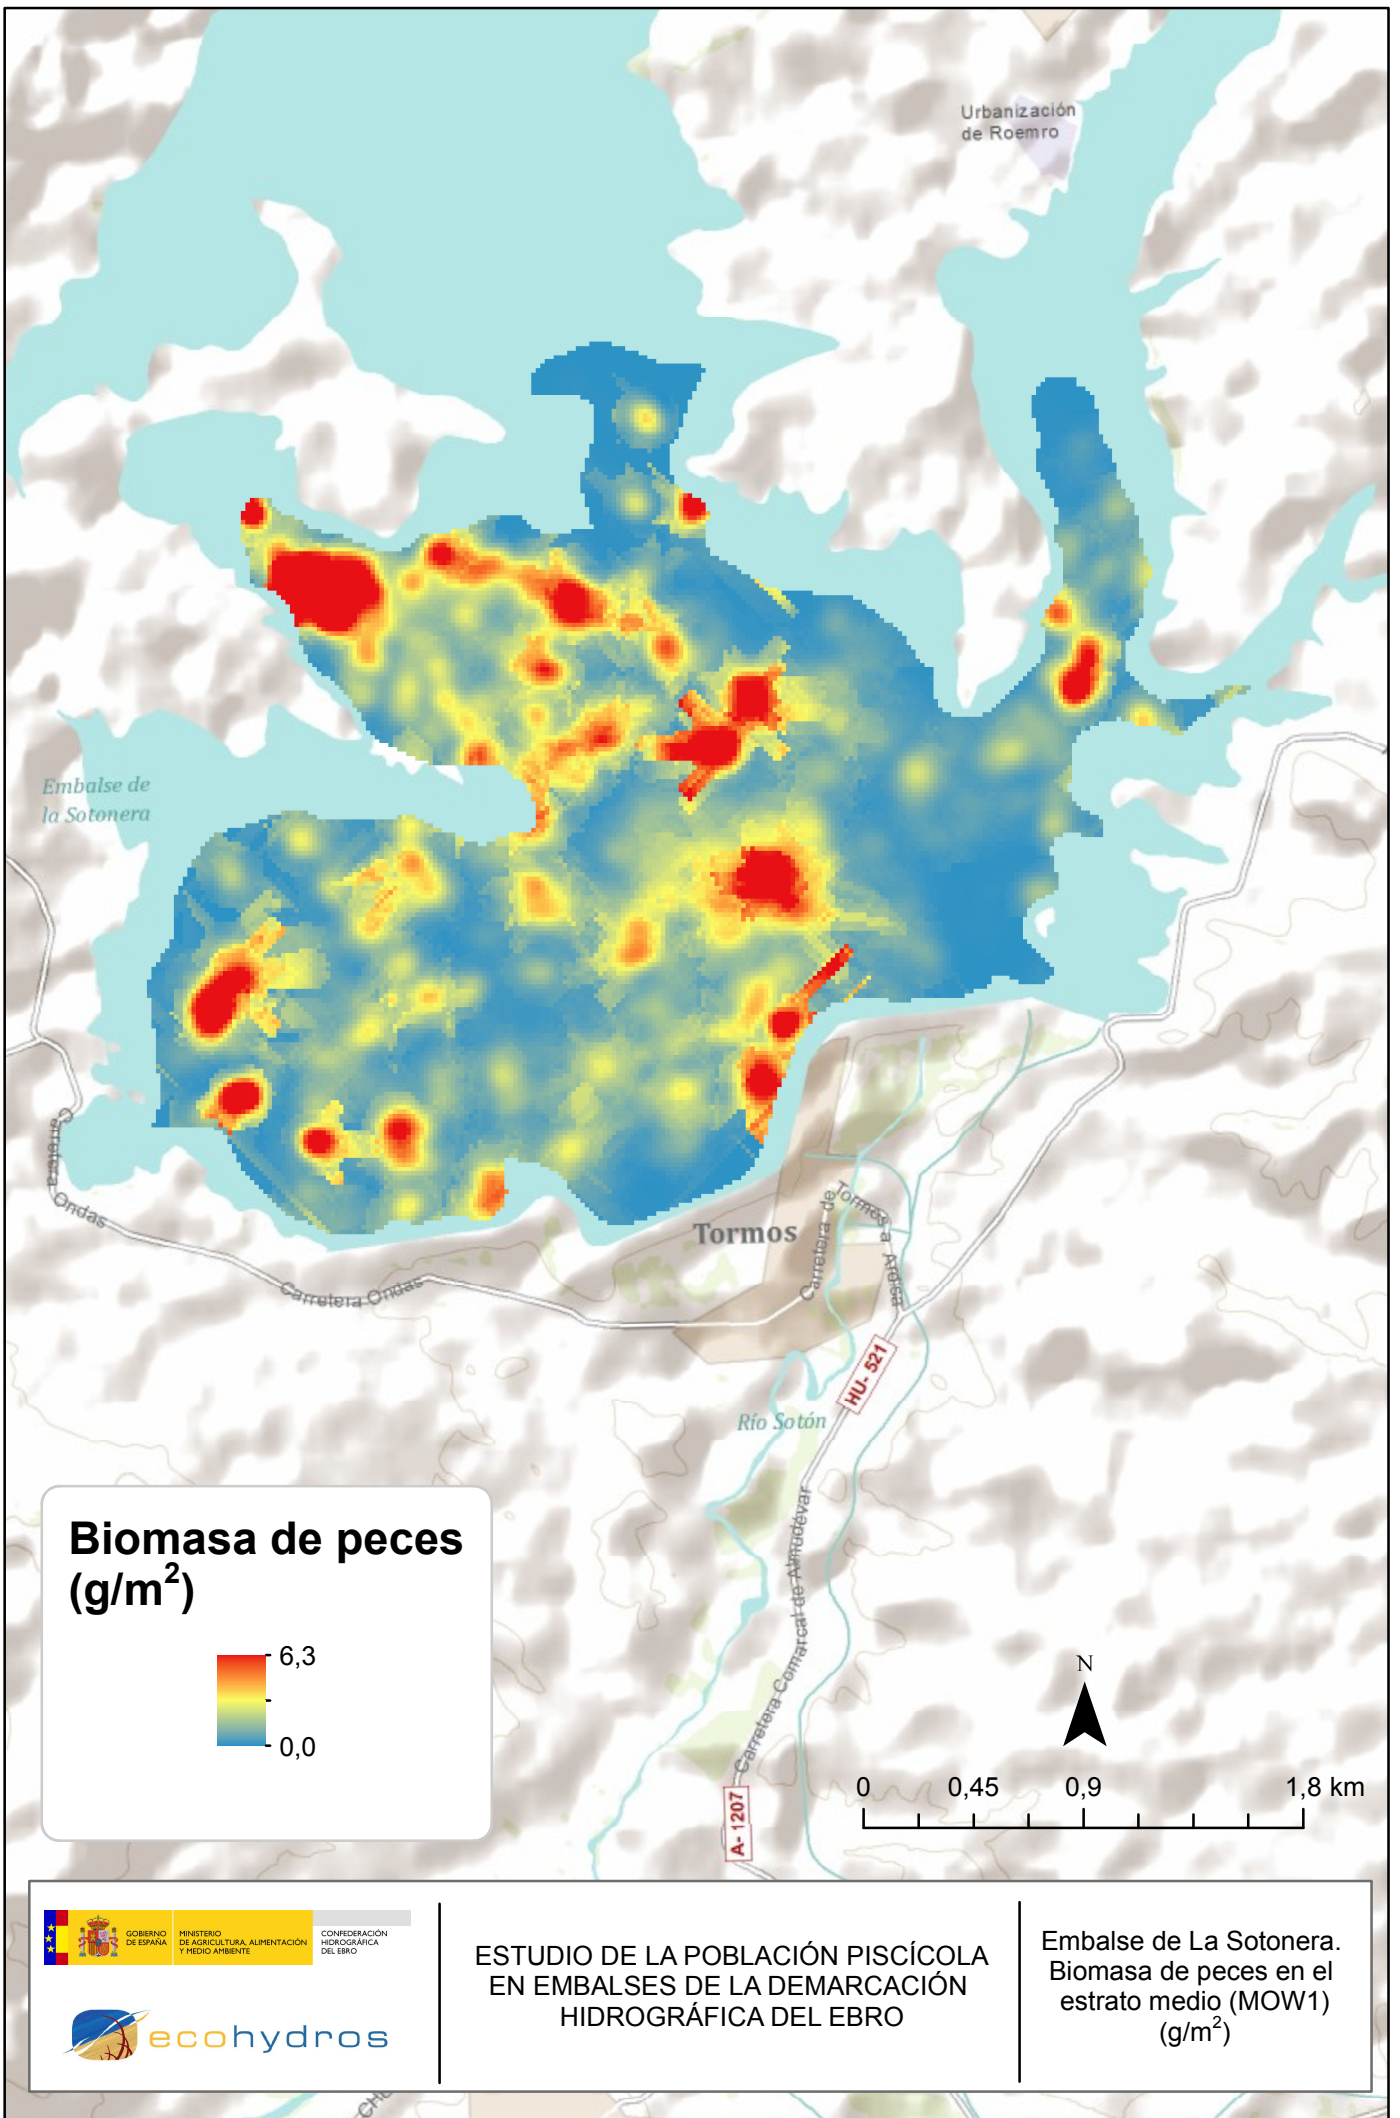 Urbanización
de Roemro
Embalse de
la Sotonera
Carretera Ondas
Carretera Ondas
Tormos
Carretera de Tormos a Ardisa
HU- 521
Río Sotón
Carretera Comarcal de Almudévar
A- 1207
Biomasa de peces
(g/m²)
6,3
0,0
N
0 0,45 0,9 1,8 km
GOBIERNO
DE ESPAÑA
MINISTERIO
DE AGRICULTURA, ALIMENTACIÓN
Y MEDIO AMBIENTE
CONFEDERACIÓN
HIDROGRÁFICA
DEL EBRO
ecohydros
ESTUDIO DE LA POBLACIÓN PISCÍCOLA
EN EMBALSES DE LA DEMARCACIÓN
HIDROGRÁFICA DEL EBRO
Embalse de La Sotonera.
Biomasa de peces en el
estrato medio (MOW1)
(g/m²)